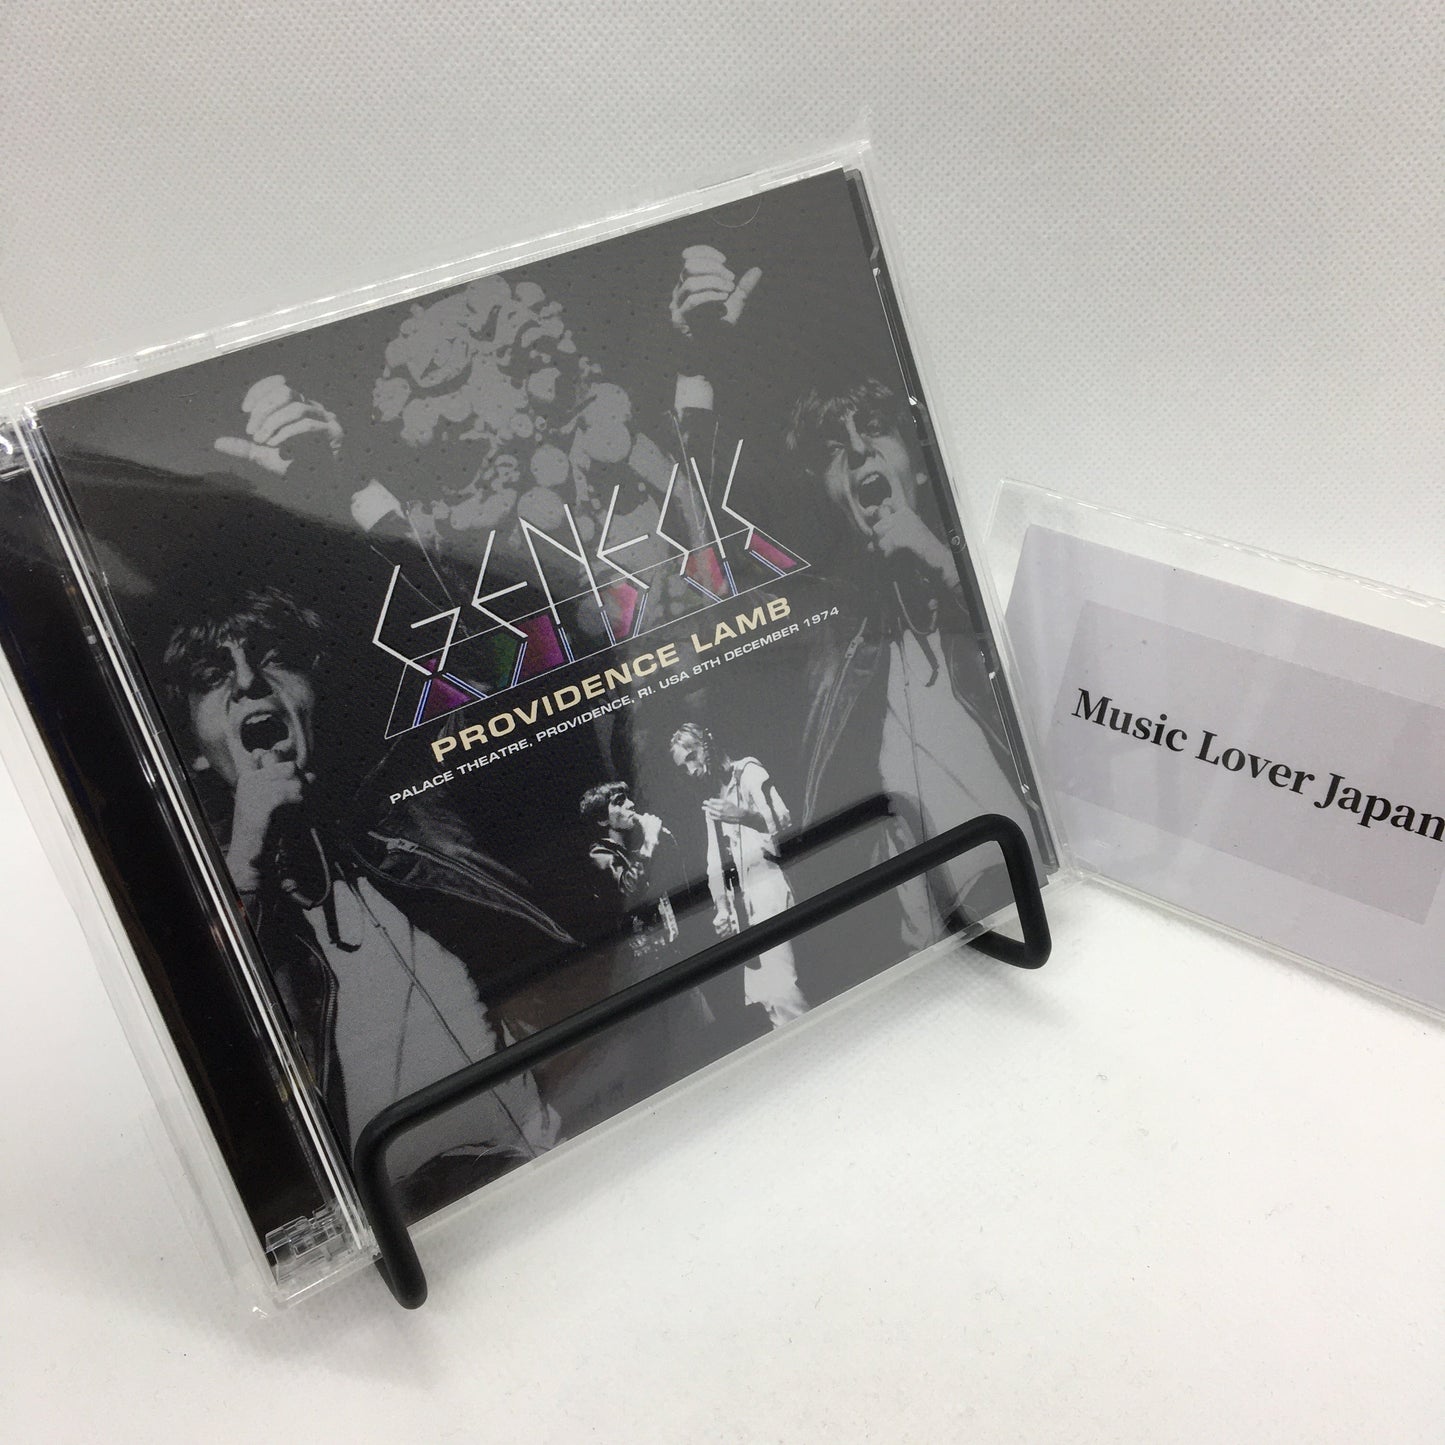 GENESIS
PROVIDENCE LAMB
PALACE THEATRE, PROVIDENCE, RI. USA 8TH DECEMBER 1974
Music Lover Japan